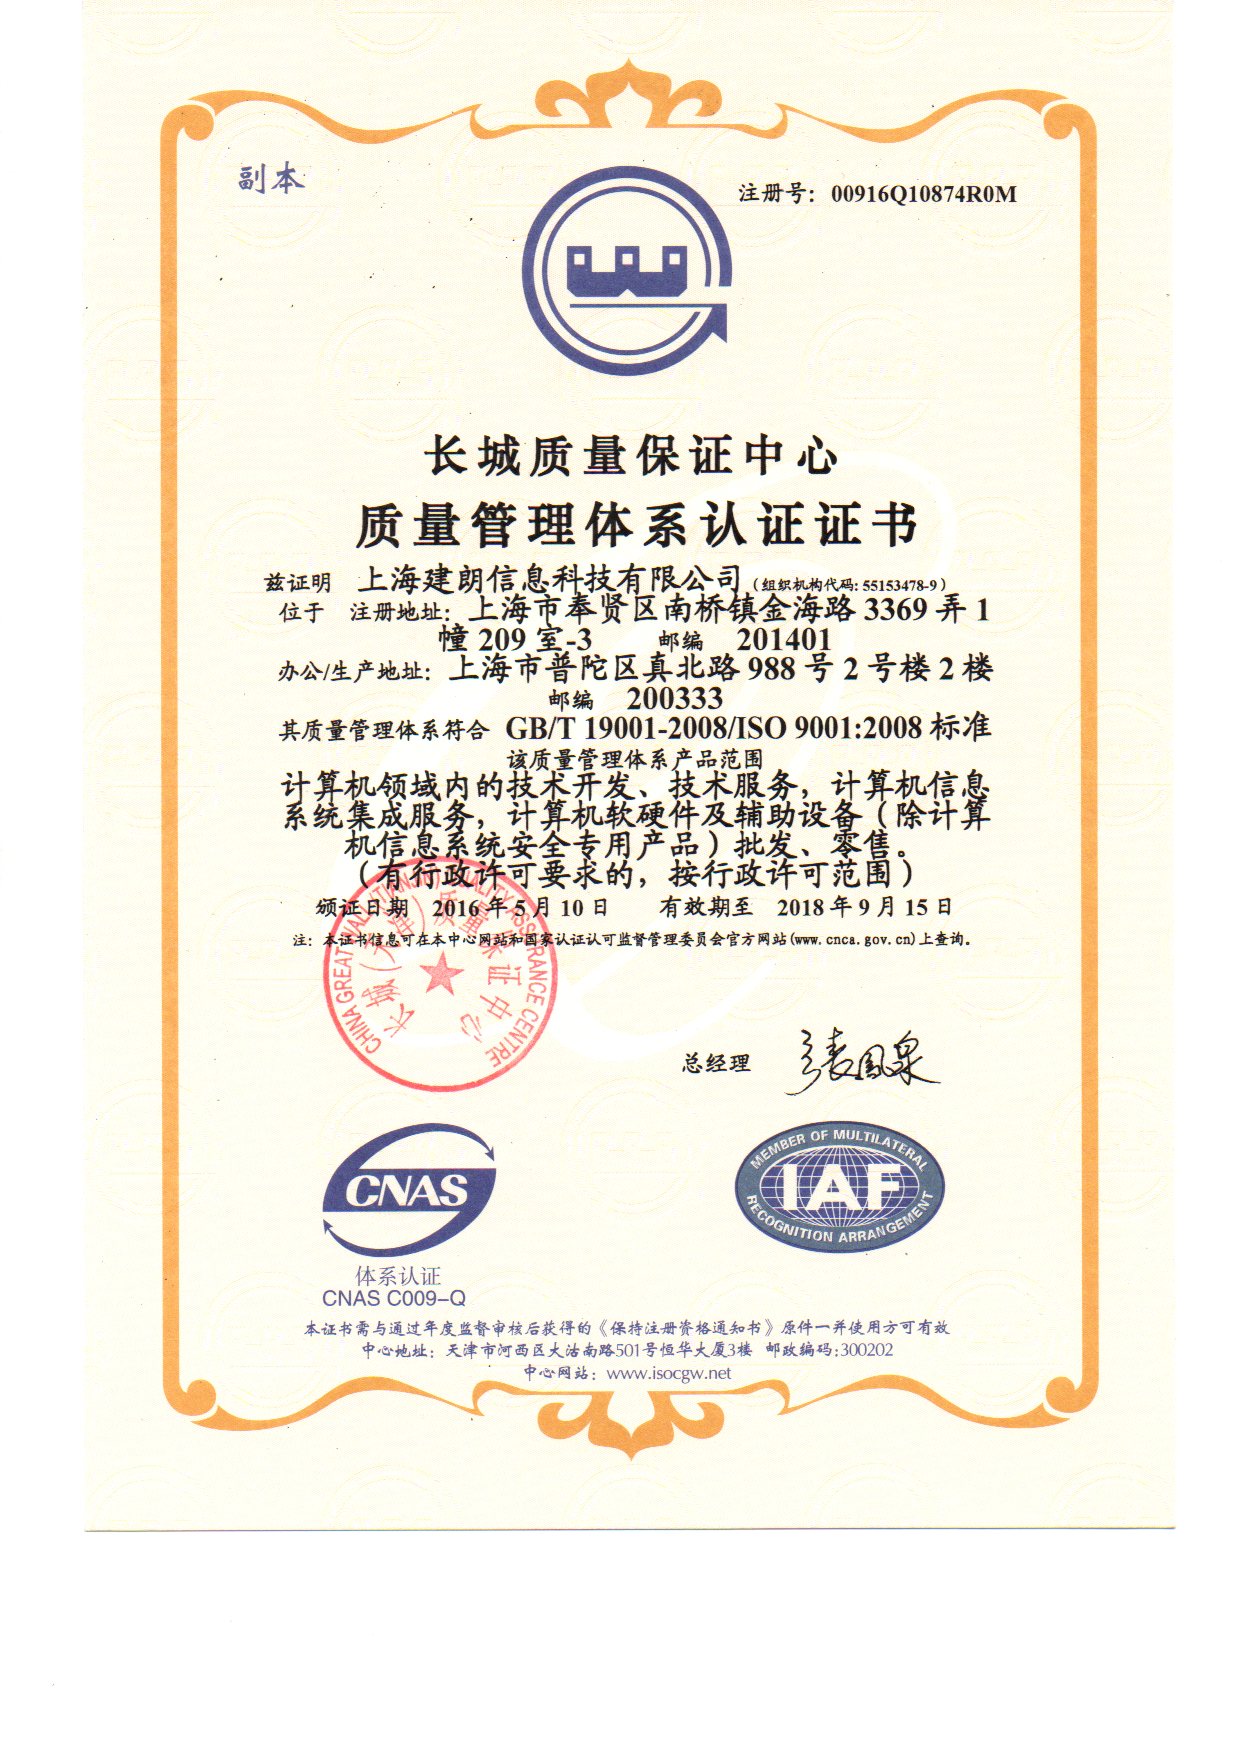 副本
注册号：00916Q10874R0M
长城质量保证中心
质量管理体系认证证书
兹证明 上海建朗信息科技有限公司（组织机构代码: 55153478-9）
位于 注册地址：上海市奉贤区南桥镇金海路 3369 弄 1
幢 209 室-3 邮编 201401
办公/生产地址：上海市普陀区真北路 988 号 2 号楼 2 楼
邮编 200333
其质量管理体系符合 GB/T 19001-2008/ISO 9001:2008 标准
该质量管理体系产品范围
计算机领域内的技术开发、技术服务，计算机信息
系统集成服务，计算机软硬件及辅助设备（除计算
机信息系统安全专用产品）批发、零售。
（有行政许可要求的，按行政许可范围）
颁证日期 2016 年 5 月 10 日 有效期至 2018 年 9 月 15 日
注：本证书信息可在本中心网站和国家认证认可监督管理委员会官方网站(www.cnca.gov.cn)上查询。
CHINA GREAT WALL (TIANJIN) QUALITY ASSURANCE CENTRE
长城（天津）质量保证中心
总经理
CNAS
体系认证
CNAS C009-Q
MEMBER OF MULTILATERAL
IAF
RECOGNITION ARRANGEMENT
本证书需与通过年度监督审核后获得的《保持注册资格通知书》原件一并使用方可有效
中心地址：天津市河西区大沽南路501号恒华大厦3楼 邮政编码:300202
中心网站：www.isocgw.net